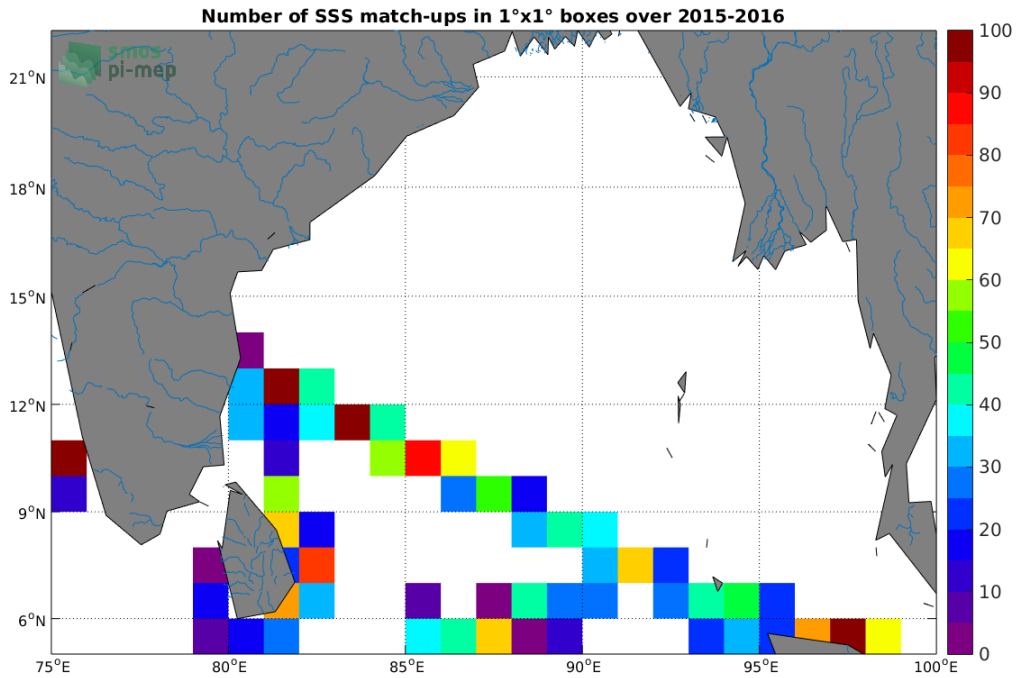 Number of SSS match-ups in 1°x1° boxes over 2015-2016
smos
pi-mep
21°N
18°N
15°N
12°N
9°N
6°N
75°E 80°E 85°E 90°E 95°E 100°E
100
90
80
70
60
50
40
30
20
10
0